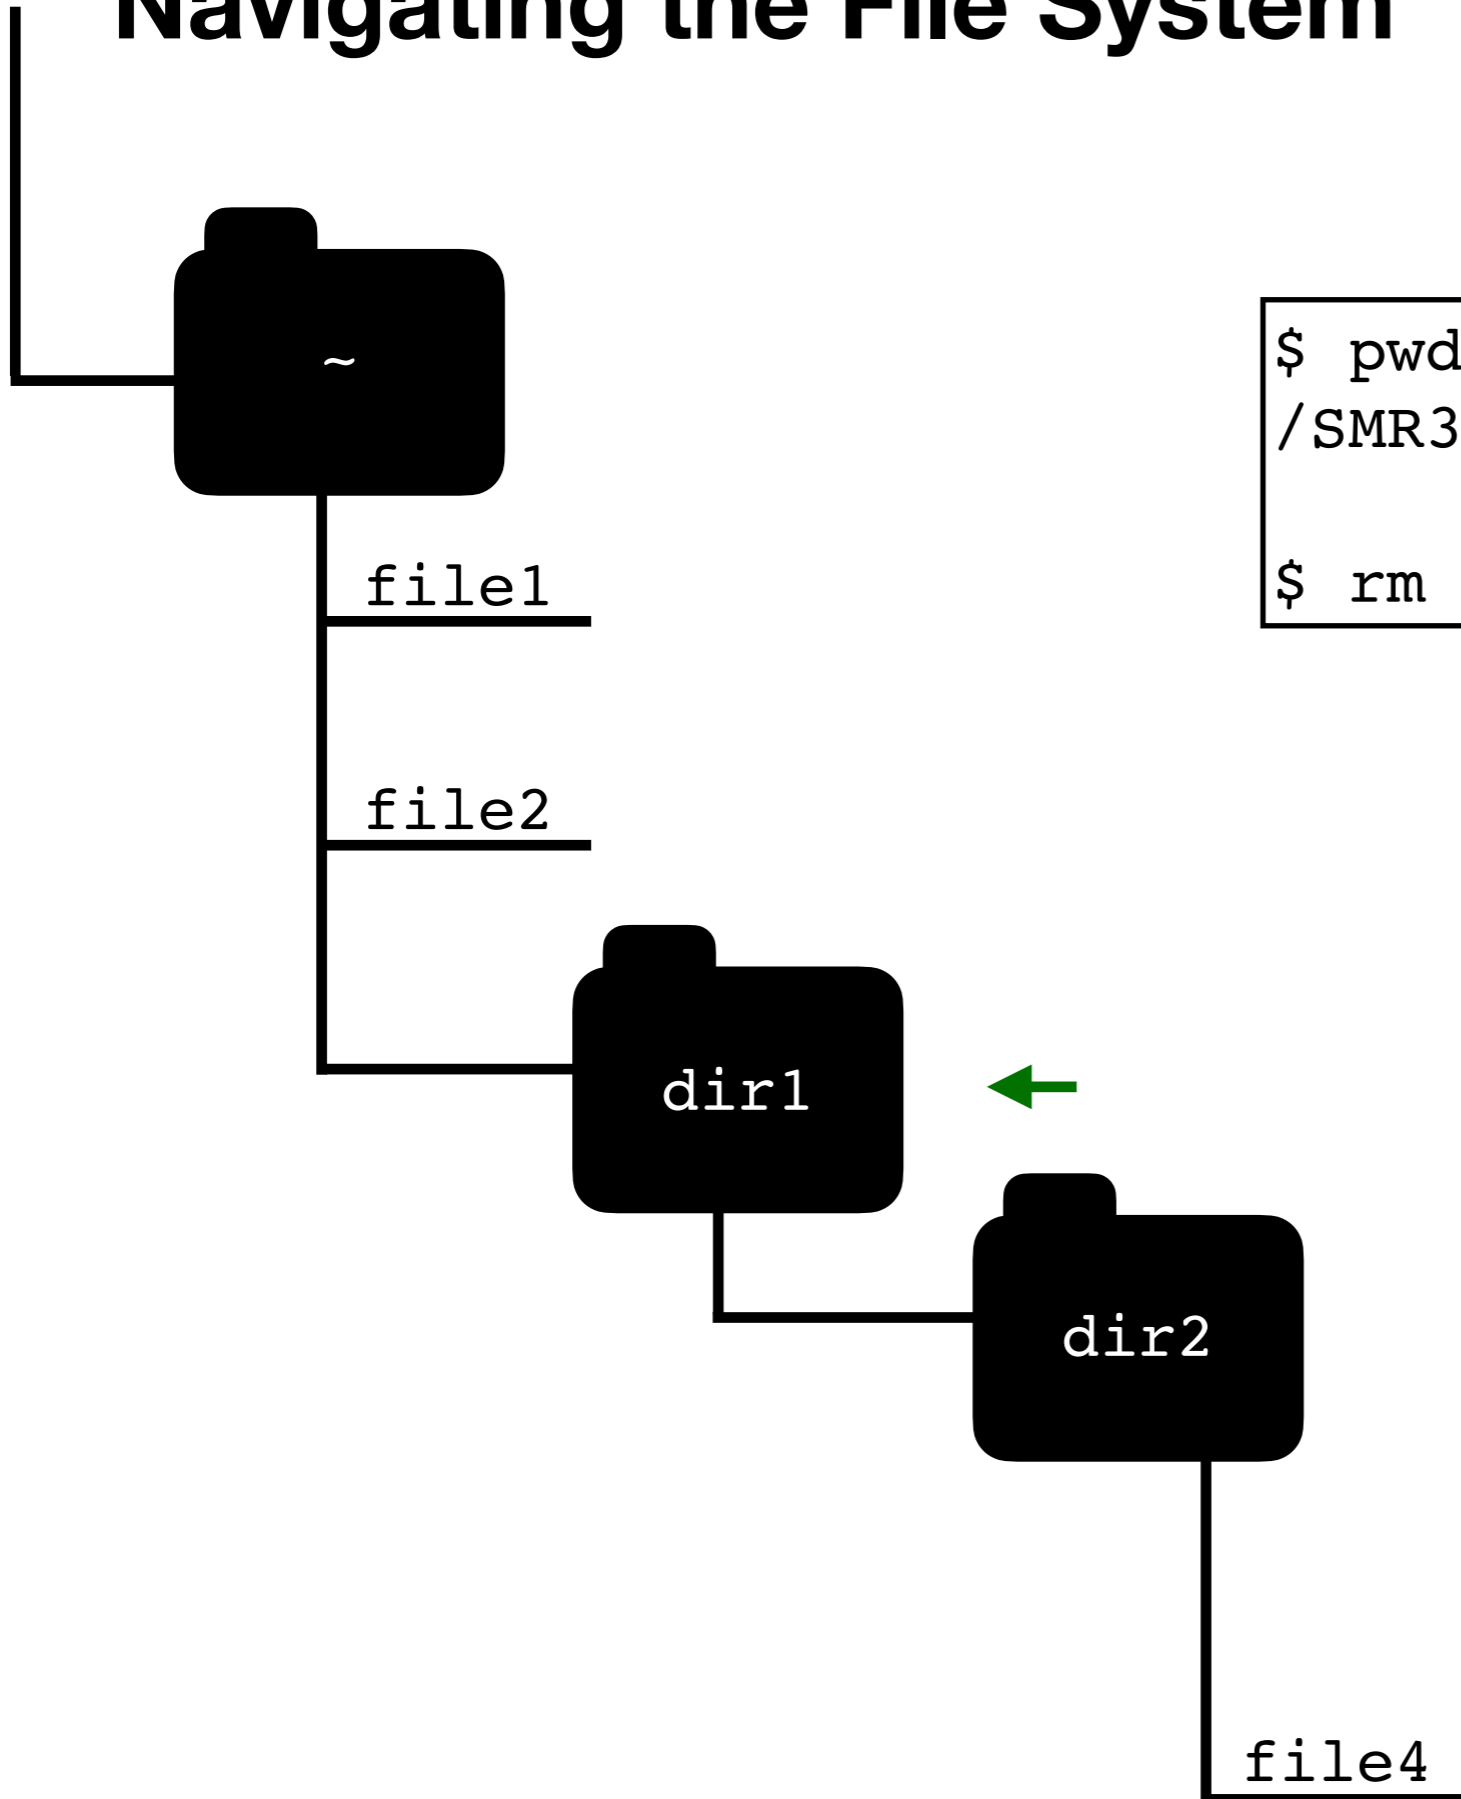 Navigating the File System
~
$ pwd
/SMR3
$ rm
file1
file2
dir1
dir2
file4